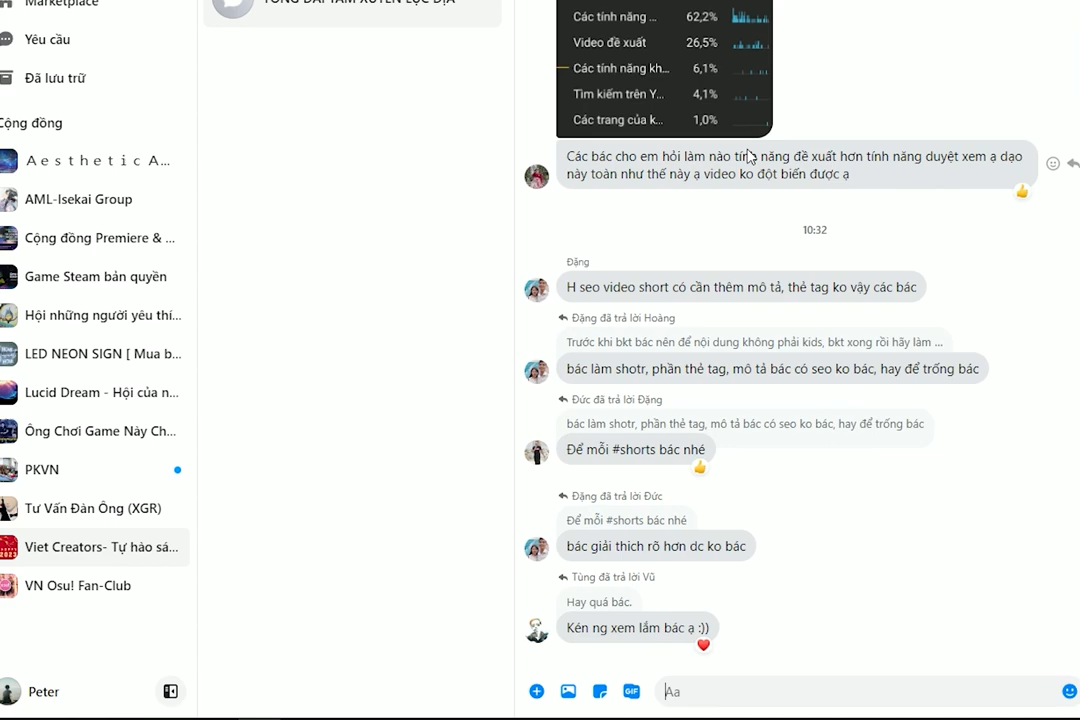 Marketplace
Yêu cầu
Đã lưu trữ
Cộng đồng
A e s t h e t i c A...
AML-Isekai Group
Cộng đồng Premiere & ...
Game Steam bản quyền
Hội những người yêu thí...
LED NEON SIGN [ Mua b...
Lucid Dream - Hội của n...
Ông Chơi Game Này Ch...
PKVN
Tư Vấn Đàn Ông (XGR)
Viet Creators- Tự hào sá...
VN Osu! Fan-Club
Peter
TỔNG ĐÀI TÂM XUYÊN LỤC ĐỊA
Các tính năng ... 62,2%
Video đề xuất 26,5%
Các tính năng kh... 6,1%
Tìm kiếm trên Y... 4,1%
Các trang của k... 1,0%
Các bác cho em hỏi làm nào tính năng đề xuất hơn tính năng duyệt xem ạ dạo
này toàn như thế này ạ video ko đột biến được ạ
10:32
Đặng
H seo video short có cần thêm mô tả, thẻ tag ko vậy các bác
Đặng đã trả lời Hoàng
Trước khi bkt bác nên để nội dung không phải kids, bkt xong rồi hãy làm ...
bác làm shotr, phần thẻ tag, mô tả bác có seo ko bác, hay để trống bác
Đức đã trả lời Đặng
bác làm shotr, phần thẻ tag, mô tả bác có seo ko bác, hay để trống bác
Để mỗi #shorts bác nhé
Đặng đã trả lời Đức
Để mỗi #shorts bác nhé
bác giải thich rõ hơn dc ko bác
Tùng đã trả lời Vũ
Hay quá bác.
Kén ng xem lắm bác ạ :))
GIF
Aa